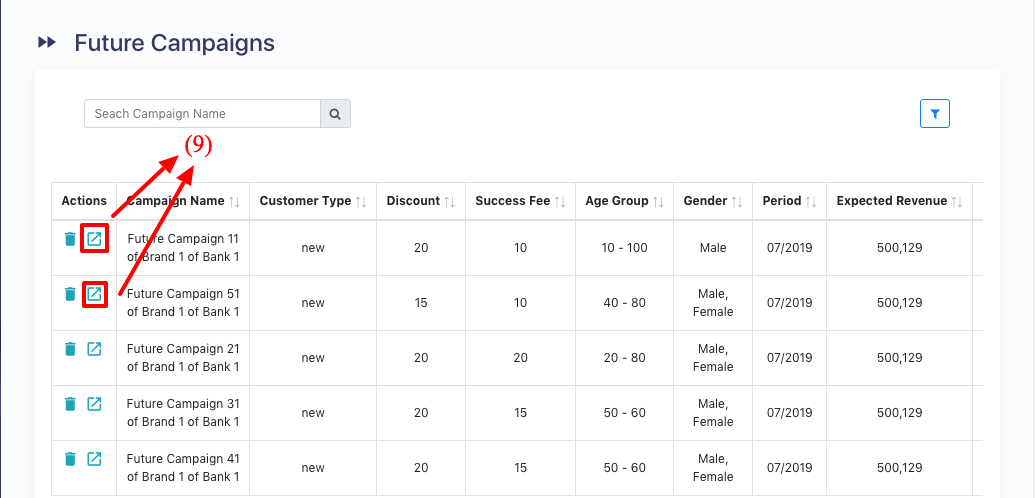 Future Campaigns
Seach Campaign Name
(9)
Actions Campaign Name Customer Type Discount Success Fee Age Group Gender Period Expected Revenue
Future Campaign 11
of Brand 1 of Bank 1
new 20 10 10 - 100 Male 07/2019 500,129
Future Campaign 51
of Brand 1 of Bank 1
new 15 10 40 - 80
Male,
Female
07/2019 500,129
Future Campaign 21
of Brand 1 of Bank 1
new 20 20 20 - 80
Male,
Female
07/2019 500,129
Future Campaign 31
of Brand 1 of Bank 1
new 20 15 50 - 60
Male,
Female
07/2019 500,129
Future Campaign 41
of Brand 1 of Bank 1
new 20 15 50 - 60
Male,
Female
07/2019 500,129